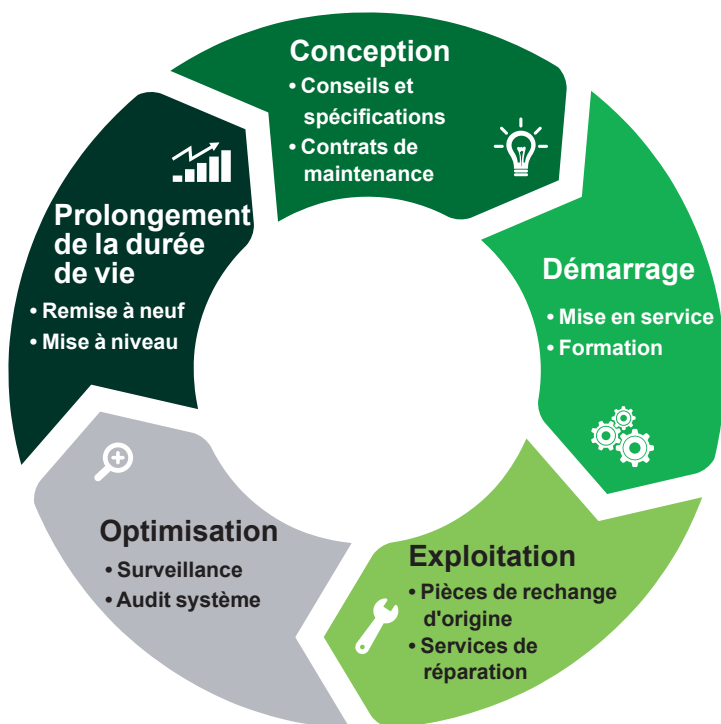 Conception
• Conseils et
spécifications
• Contrats de
maintenance
Démarrage
• Mise en service
• Formation
Exploitation
• Pièces de rechange
d'origine
• Services de
réparation
Optimisation
• Surveillance
• Audit système
Prolongement
de la durée
de vie
• Remise à neuf
• Mise à niveau